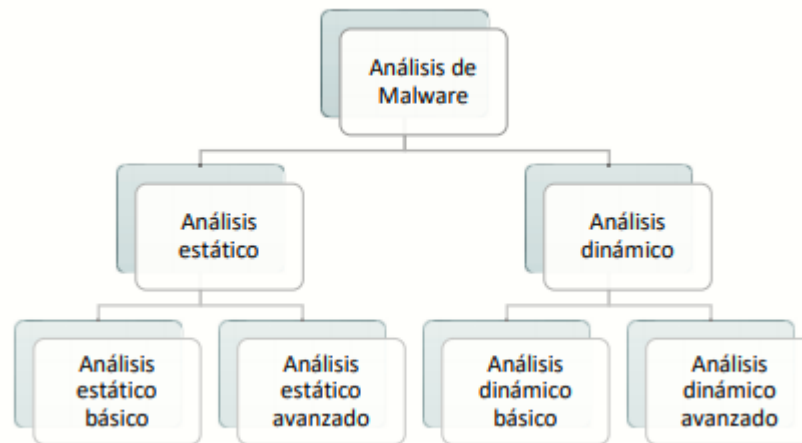 Análisis de
Malware
Análisis
estático
Análisis
dinámico
Análisis
estático
básico
Análisis
estático
avanzado
Análisis
dinámico
básico
Análisis
dinámico
avanzado